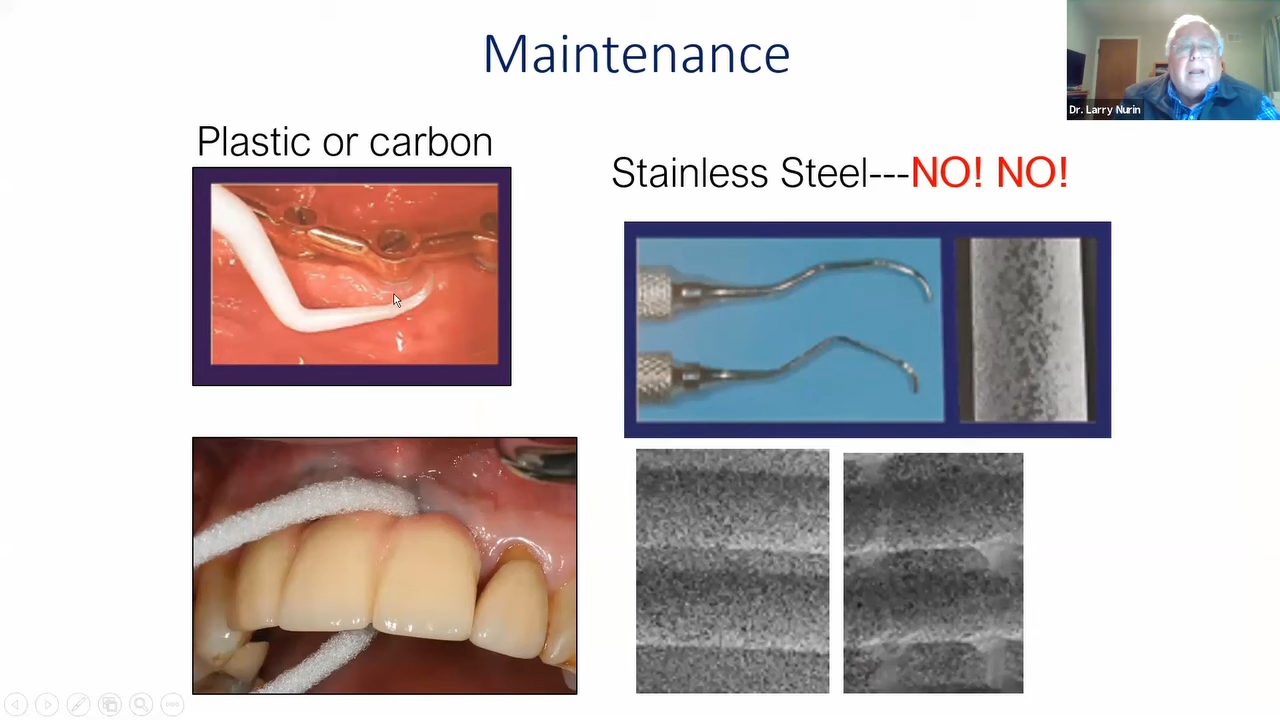 Maintenance
Dr. Larry Nurin
Plastic or carbon
Stainless Steel---NO! NO!